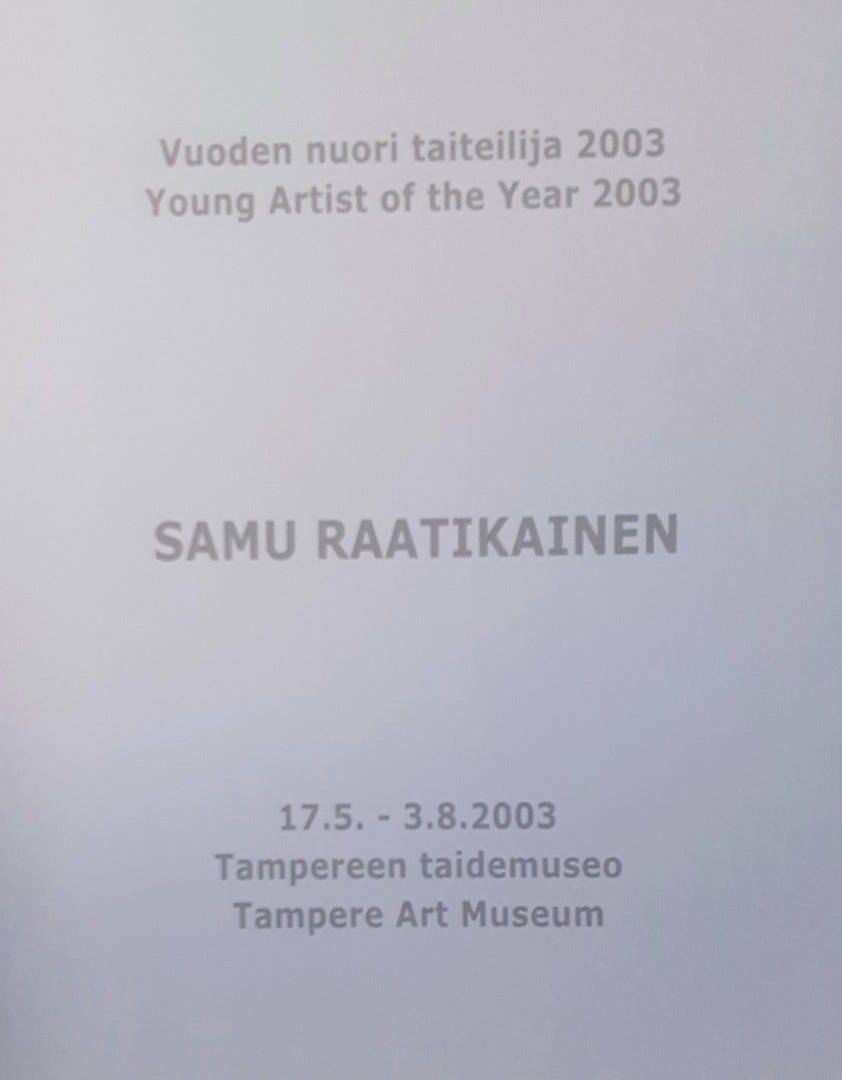 Vuoden nuori taiteilija 2003
Young Artist of the Year 2003
SAMU RAATIKAINEN
17.5. - 3.8.2003
Tampereen taidemuseo
Tampere Art Museum